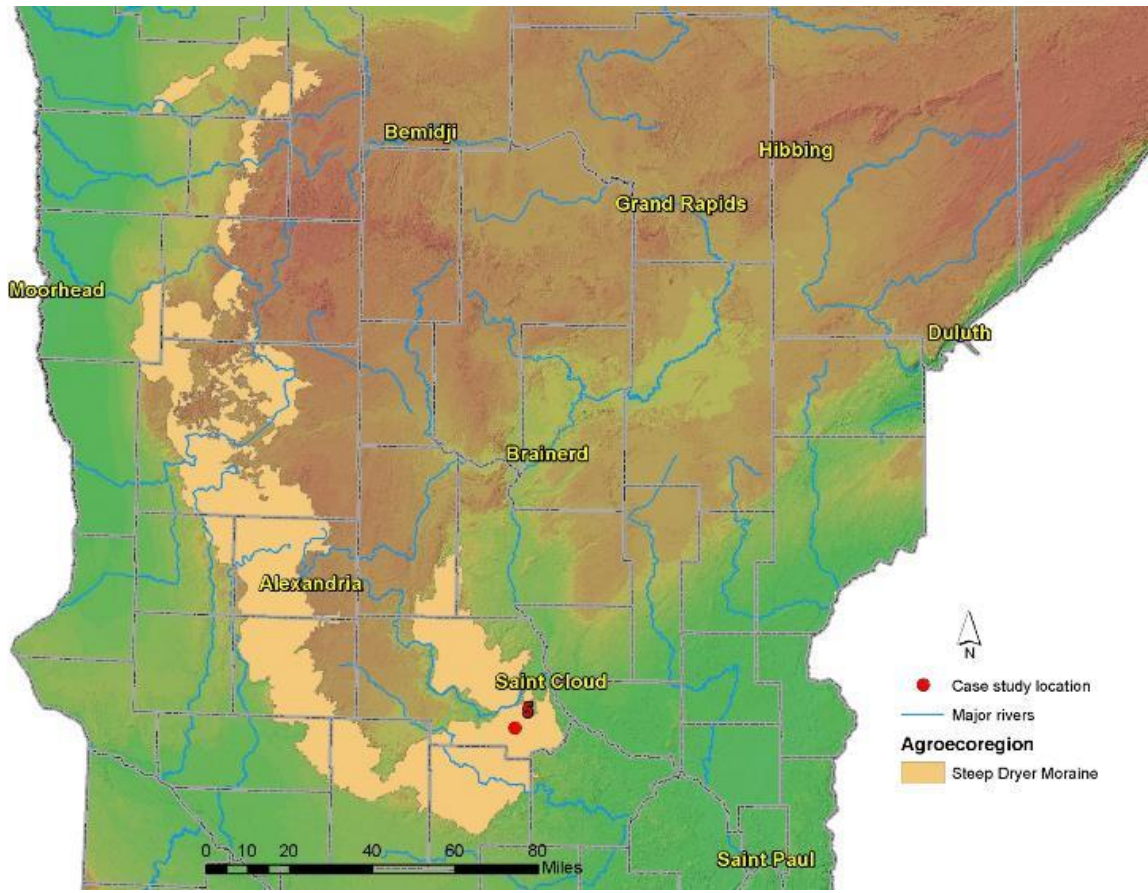 Bemidji
Hibbing
Grand Rapids
Moorhead
Duluth
Brainerd
Alexandria
Saint Cloud
5
N
Case study location
Major rivers
Agroecoregion
Steep Dryer Moraine
0 10 20 40 60 80
Miles
Saint Paul